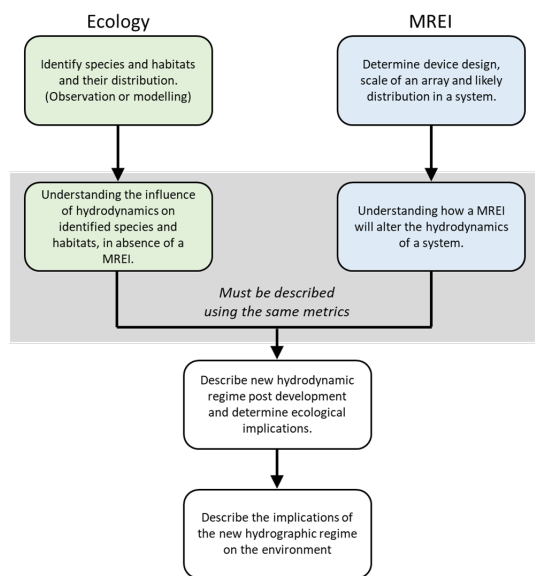 Ecology
MREI
Identify species and habitats
and their distribution.
(Observation or modelling)
Determine device design,
scale of an array and likely
distribution in a system.
Understanding the influence
of hydrodynamics on
identified species and
habitats, in absence of a
MREI.
Understanding how a MREI
will alter the hydrodynamics
of a system.
Must be described
using the same metrics
Describe new hydrodynamic
regime post development
and determine ecological
implications.
Describe the implications of
the new hydrographic regime
on the environment